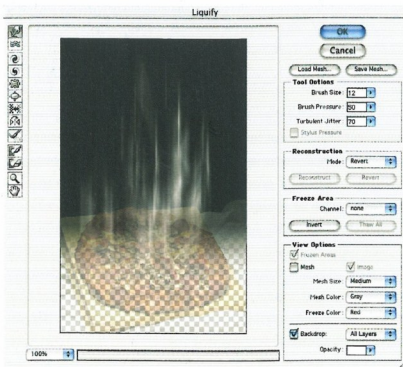 Liquify
OK
Cancel
Load Mesh...
Save Mesh...
Tool Options
Brush Size: 12
Brush Pressure: 50
Turbulent Jitter: 70
Stylus Pressure
Reconstruction
Mode: Revert
Reconstruct
Revert
Freeze Area
Channel: none
Invert
Thaw All
View Options
Frozen Areas
Mesh
Image
Mesh Size: Medium
Mesh Color: Gray
Freeze Color: Red
Backdrop: All Layers
Opacity:
100%